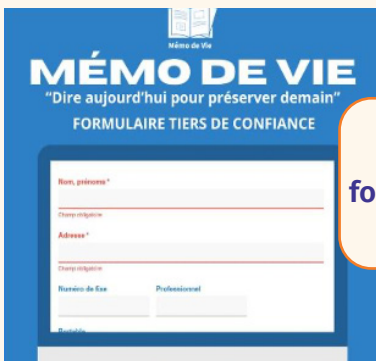 Mémo de Vie
MÉMO DE VIE
“Dire aujourd’hui pour préserver demain”
FORMULAIRE TIERS DE CONFIANCE
Nom, prénoms *
Champ obligatoire
Adresse *
Champ obligatoire
Numéro de fixe Professionnel
Portable
fo